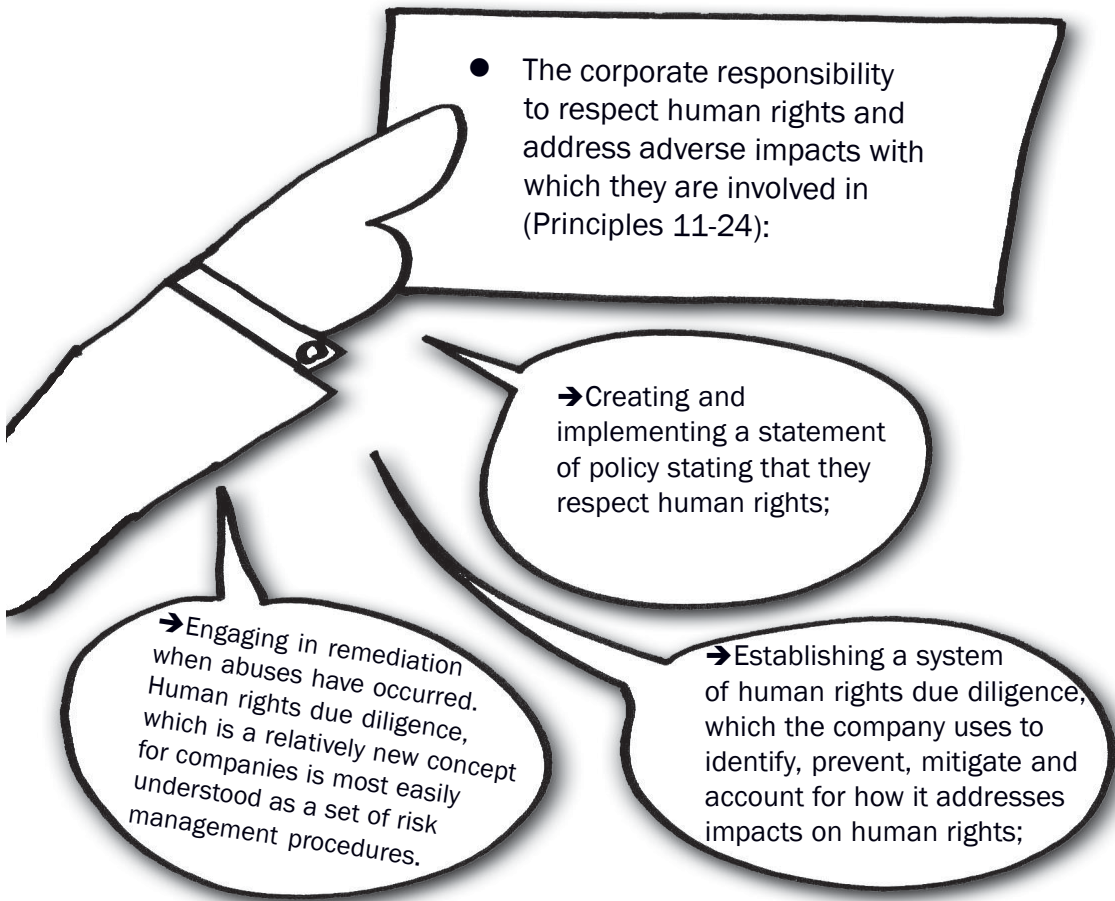 ● The corporate responsibility
to respect human rights and
address adverse impacts with
which they are involved in
(Principles 11-24):
➔Creating and
implementing a statement
of policy stating that they
respect human rights;
➔Establishing a system
of human rights due diligence,
which the company uses to
identify, prevent, mitigate and
account for how it addresses
impacts on human rights;
➔Engaging in remediation
when abuses have occurred.
Human rights due diligence,
which is a relatively new concept
for companies is most easily
understood as a set of risk
management procedures.